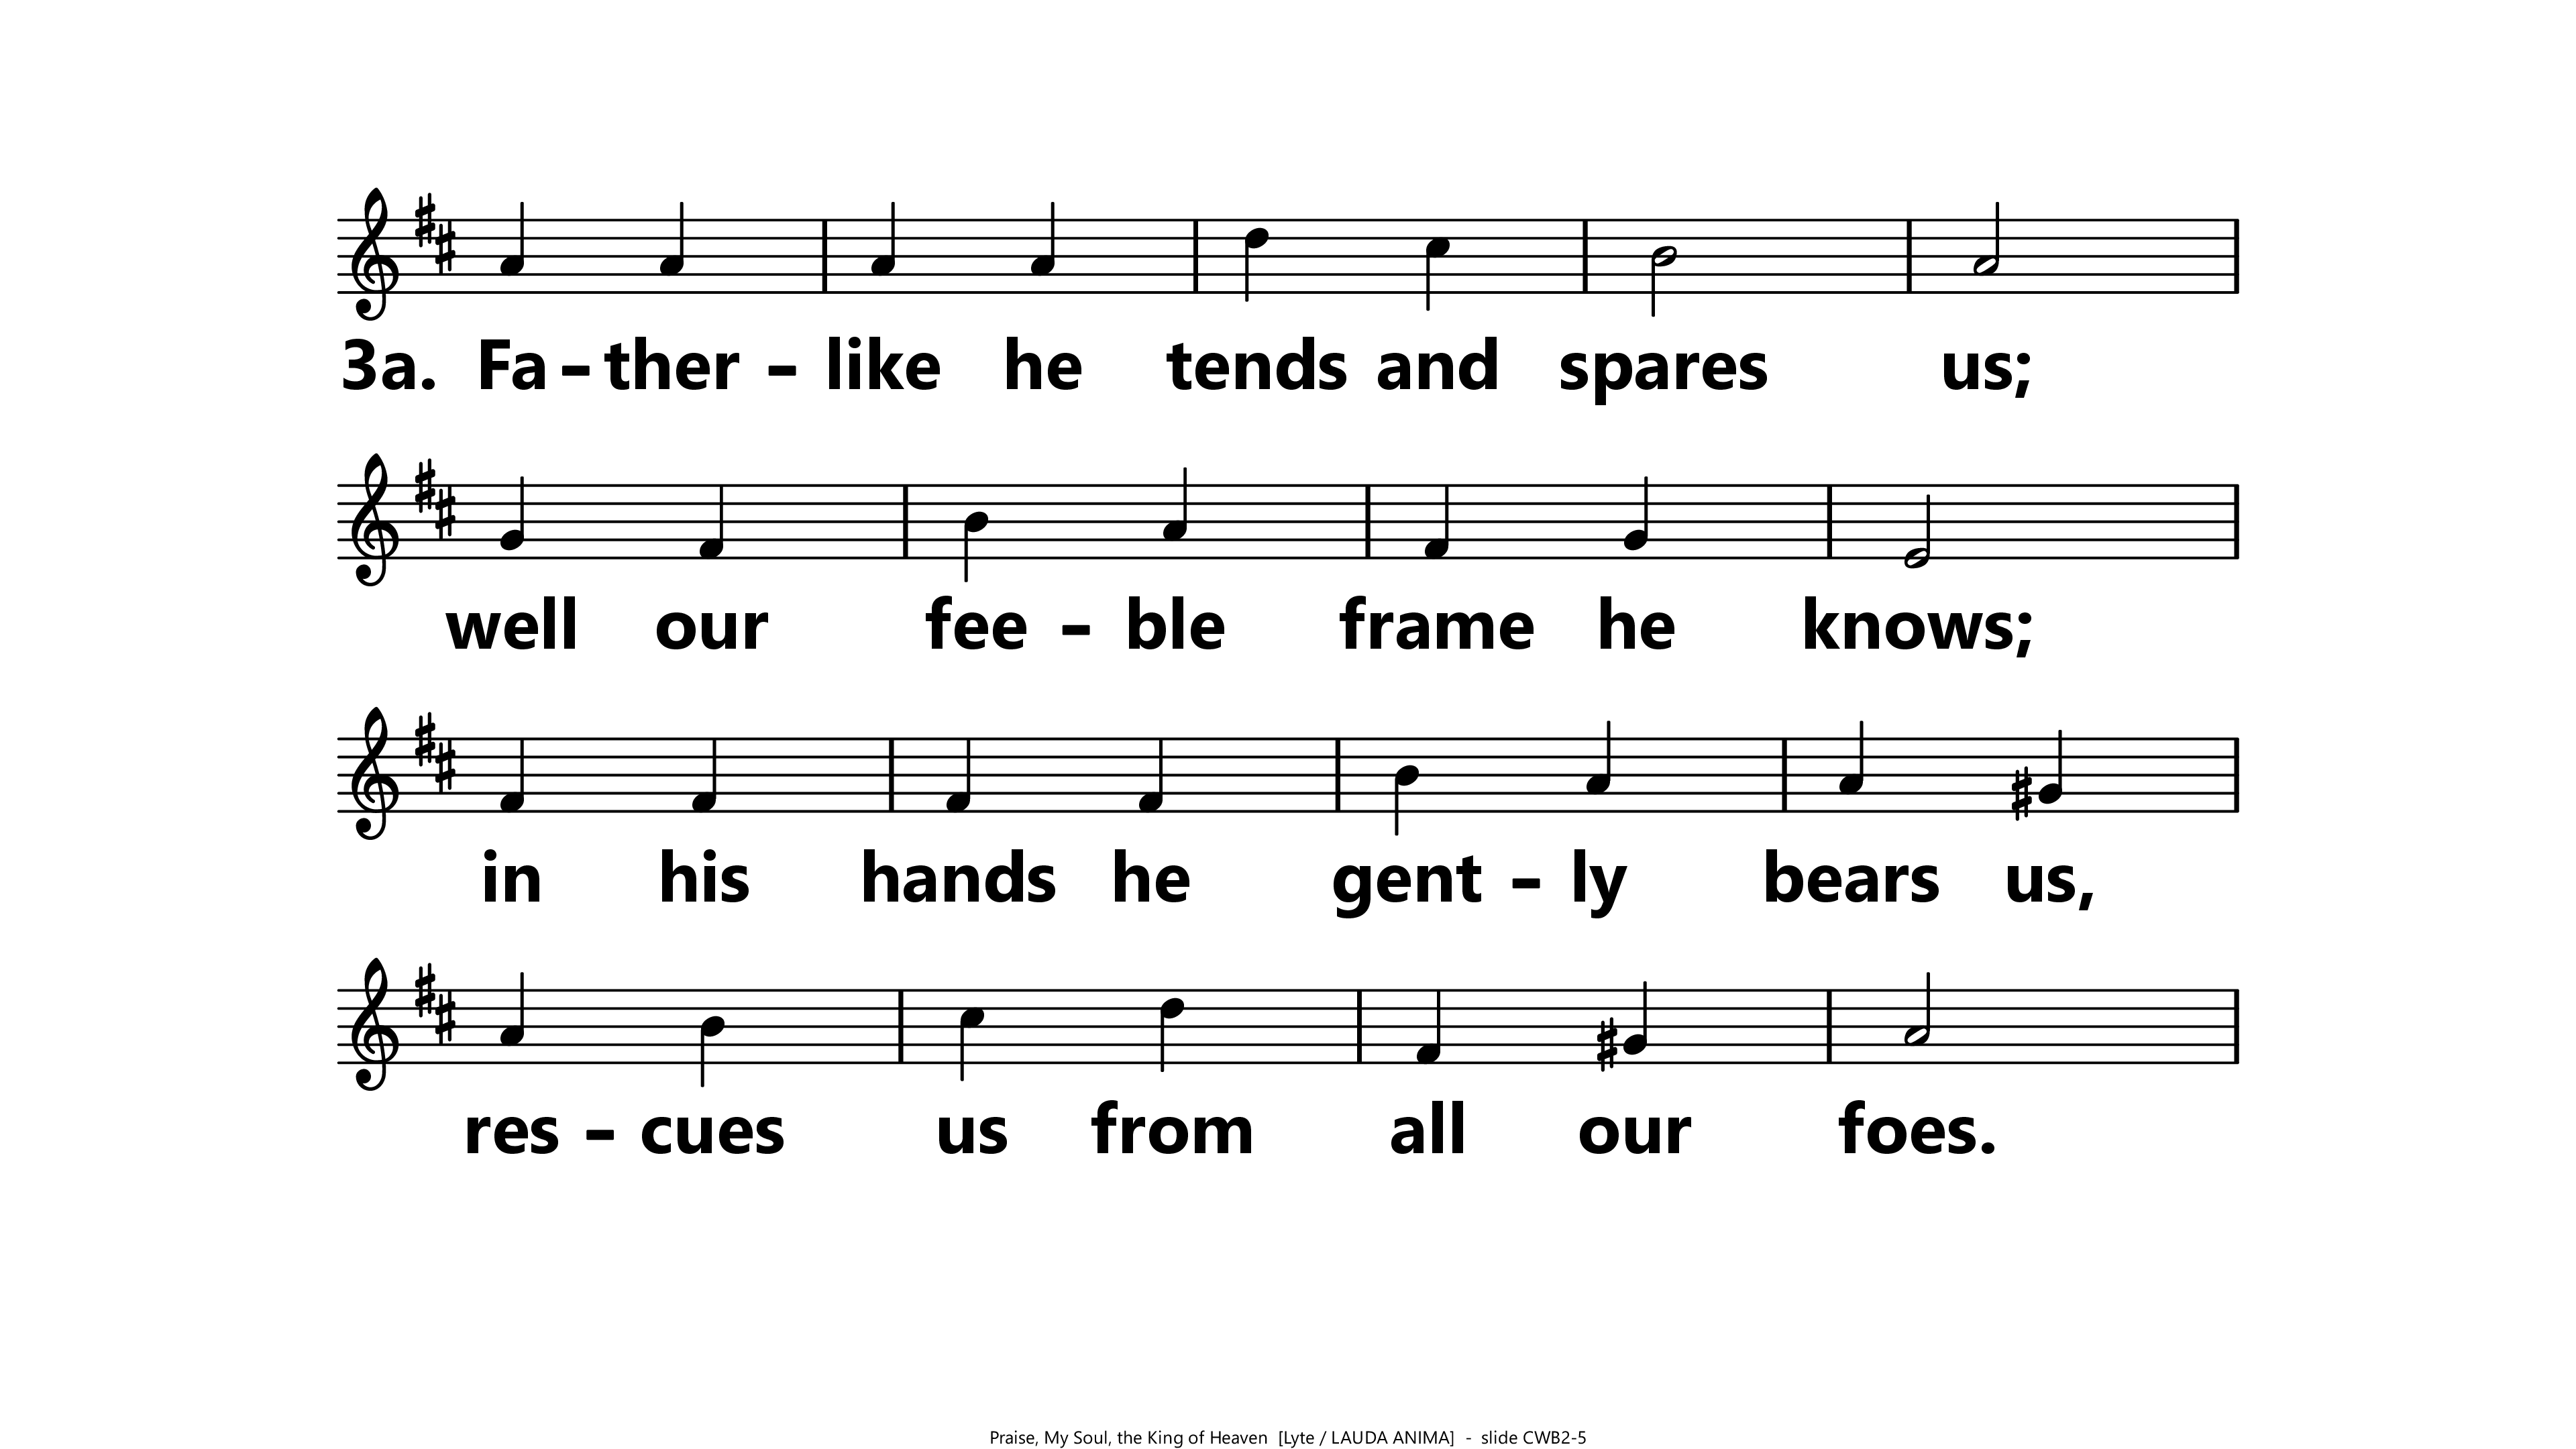 3a. Fa - ther - like he tends and spares us;
well our fee - ble frame he knows;
in his hands he gent - ly bears us,
res - cues us from all our foes.
Praise, My Soul, the King of Heaven [Lyte / LAUDA ANIMA] - slide CWB2-5